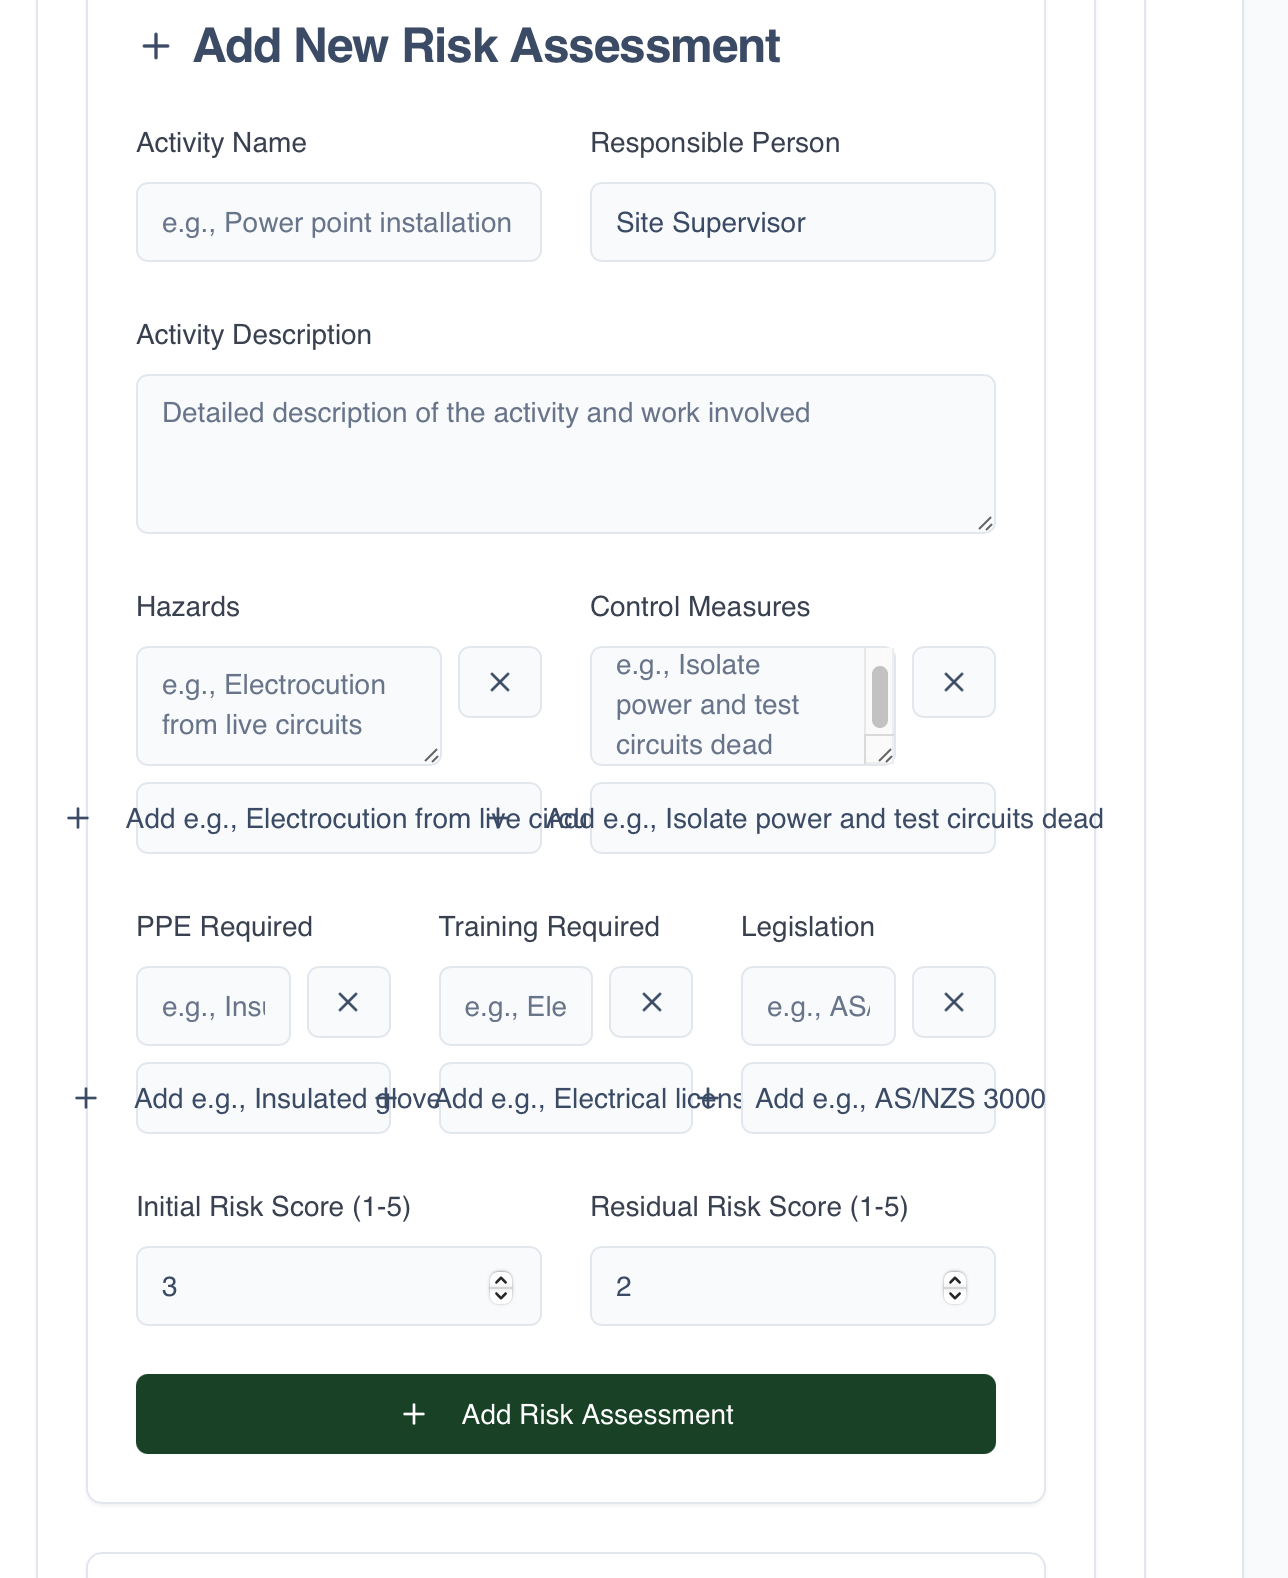 + Add New Risk Assessment
Activity Name
Responsible Person
e.g., Power point installation
Site Supervisor
Activity Description
Detailed description of the activity and work involved
Hazards
Control Measures
e.g., Electrocution
from live circuits
e.g., Isolate
power and test
circuits dead
+ Add e.g., Electrocution from live
+ Add e.g., Isolate power and test circuits dead
PPE Required
Training Required
Legislation
e.g.,
e.g., Ele
e.g., AS/
+ Add e.g., Insulated glove
+ Add e.g., Electrical licens
+ Add e.g., AS/NZS 3000
Initial Risk Score (1-5)
Residual Risk Score (1-5)
3
2
+ Add Risk Assessment